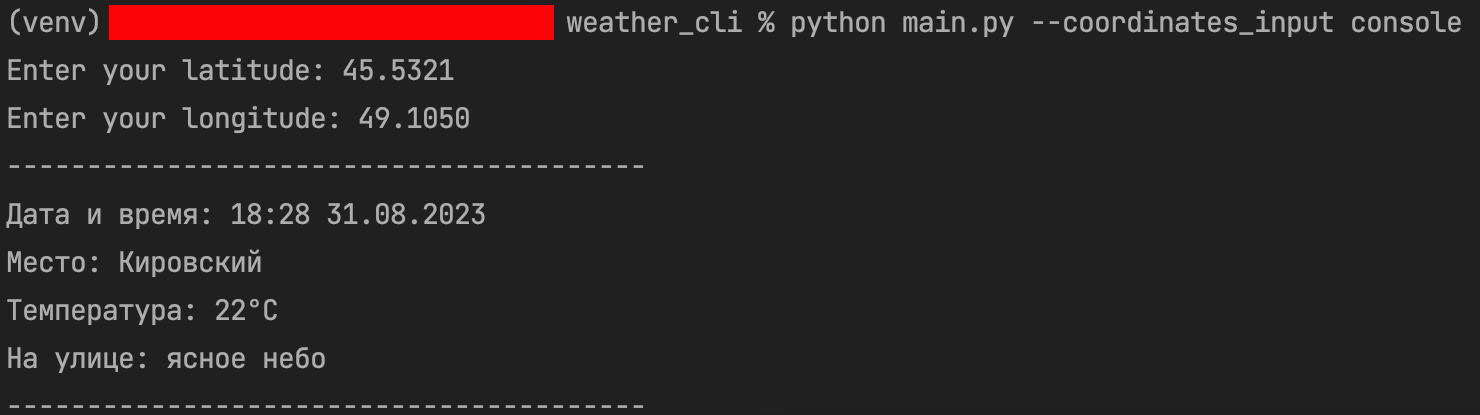 (venv) weather_cli % python main.py --coordinates_input console
Enter your latitude: 45.5321
Enter your longitude: 49.1050
----------------------------------------
Дата и время: 18:28 31.08.2023
Место: Кировский
Температура: 22°C
На улице: ясное небо
----------------------------------------